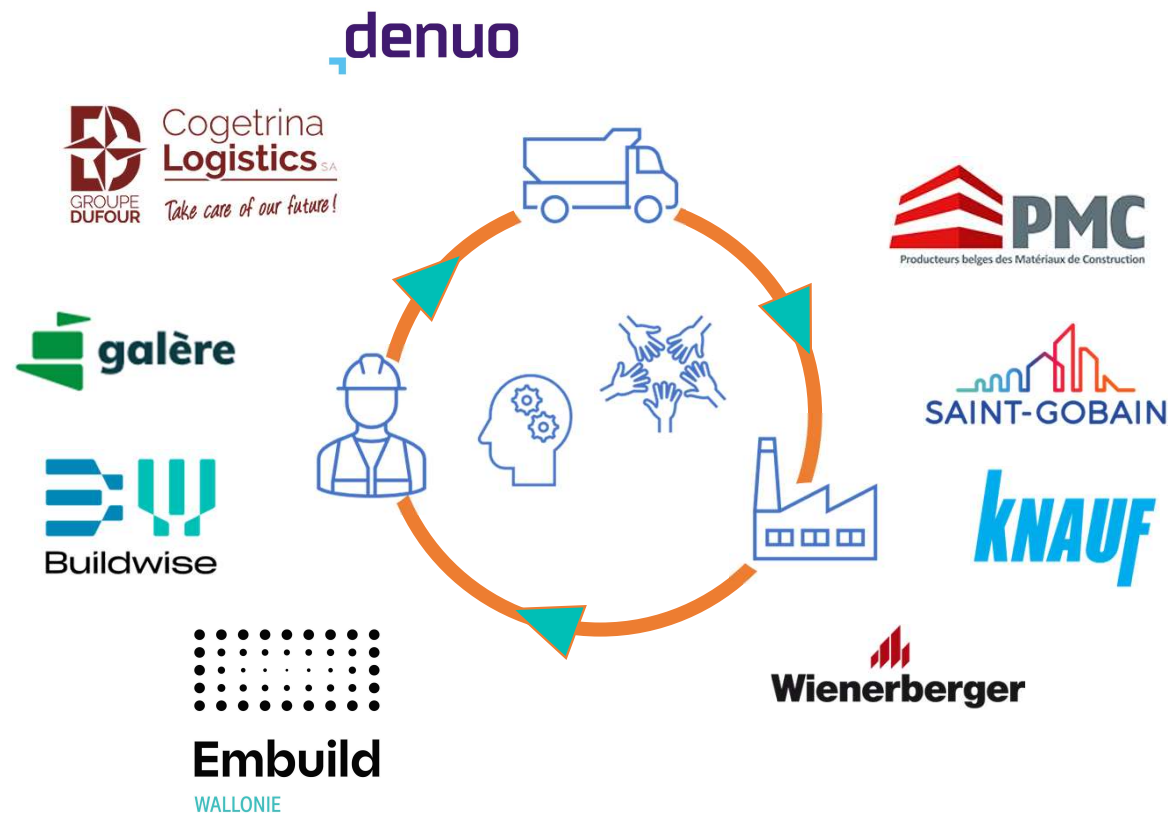 denuo
Cogetrina
Logistics SA
GROUPE
DUFOUR
Take care of our future!
PMC
Producteurs belges des Matériaux de Construction
galère
SAINT-GOBAIN
Buildwise
KNAUF
Wienerberger
Embuild
WALLONIE